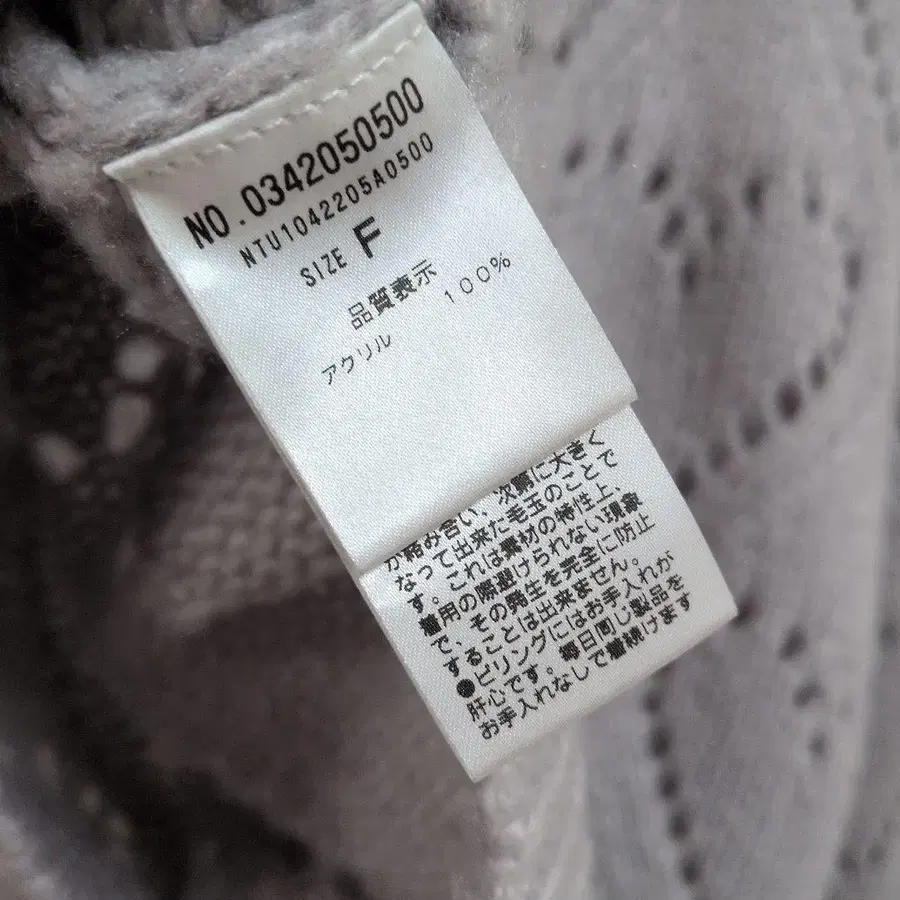 NO.0342050500
NTU1042205A0500
SIZE F
品質表示
アクリル 100%
が絡み合い、次第に大きく
なって出来た毛玉のことで
す。これは素材の特性上、
着用の際避けられない現象
で、その発生を完全に防止
することは出来ません。
●ピリングにはお手入れが
肝心です。毎日同じ製品を
お手入れなしで着続けます